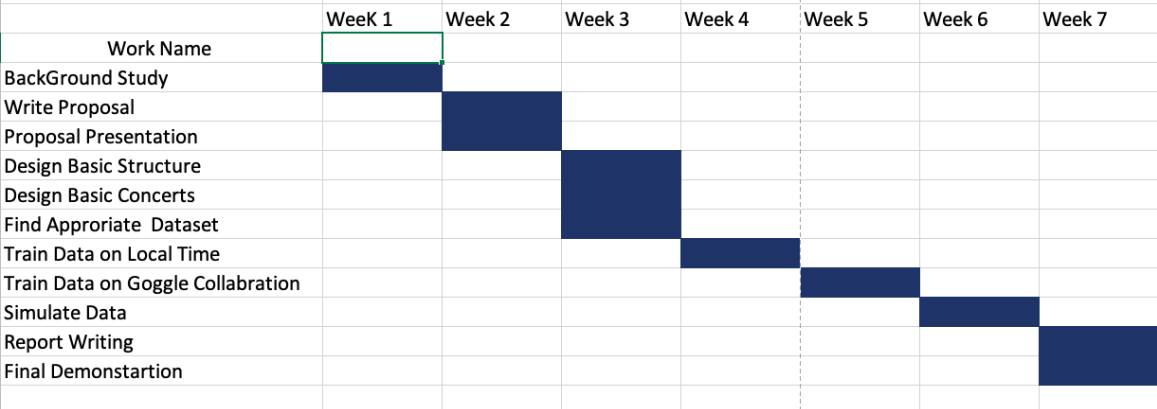 WeeK 1 Week 2 Week 3 Week 4 Week 5 Week 6 Week 7
Work Name
BackGround Study
Write Proposal
Proposal Presentation
Design Basic Structure
Design Basic Concerts
Find Approriate  Dataset
Train Data on Local Time
Train Data on Goggle Collabration
Simulate Data
Report Writing
Final Demonstartion